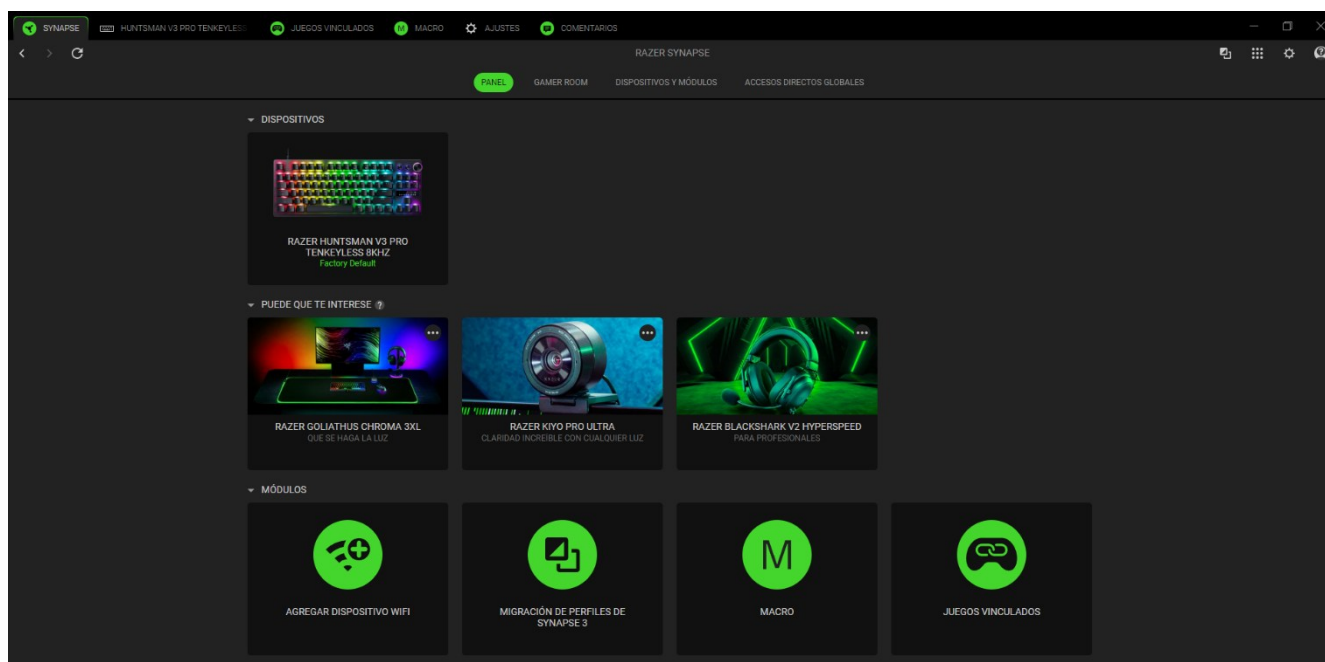 SYNAPSE
HUNTSMAN V3 PRO TENKEYLESS
JUEGOS VINCULADOS
MACRO
AJUSTES
COMENTARIOS
RAZER SYNAPSE
PANEL
GAMER ROOM
DISPOSITIVOS Y MÓDULOS
ACCESOS DIRECTOS GLOBALES
DISPOSITIVOS
RAZER HUNTSMAN V3 PRO
TENKEYLESS 8KHZ
Factory Default
PUEDE QUE TE INTERESE ?
RAZER GOLIATHUS CHROMA 3XL
QUE SE HAGA LA LUZ
RAZER KIYO PRO ULTRA
CLARIDAD INCREÍBLE CON CUALQUIER LUZ
RAZER BLACKSHARK V2 HYPERSPEED
PARA PROFESIONALES
MÓDULOS
AGREGAR DISPOSITIVO WIFI
MIGRACIÓN DE PERFILES DE
SYNAPSE 3
M
MACRO
JUEGOS VINCULADOS